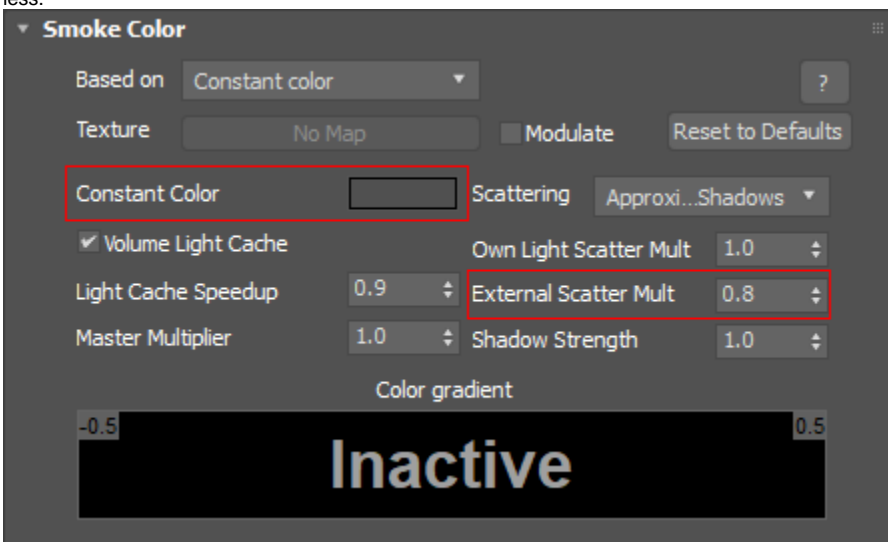 less.
Smoke Color
Based on Constant color ?
Texture No Map Modulate Reset to Defaults
Constant Color Scattering Approxi...Shadows
Volume Light Cache Own Light Scatter Mult 1.0
Light Cache Speedup 0.9 External Scatter Mult 0.8
Master Multiplier 1.0 Shadow Strength 1.0
Color gradient
-0.5 0.5
Inactive